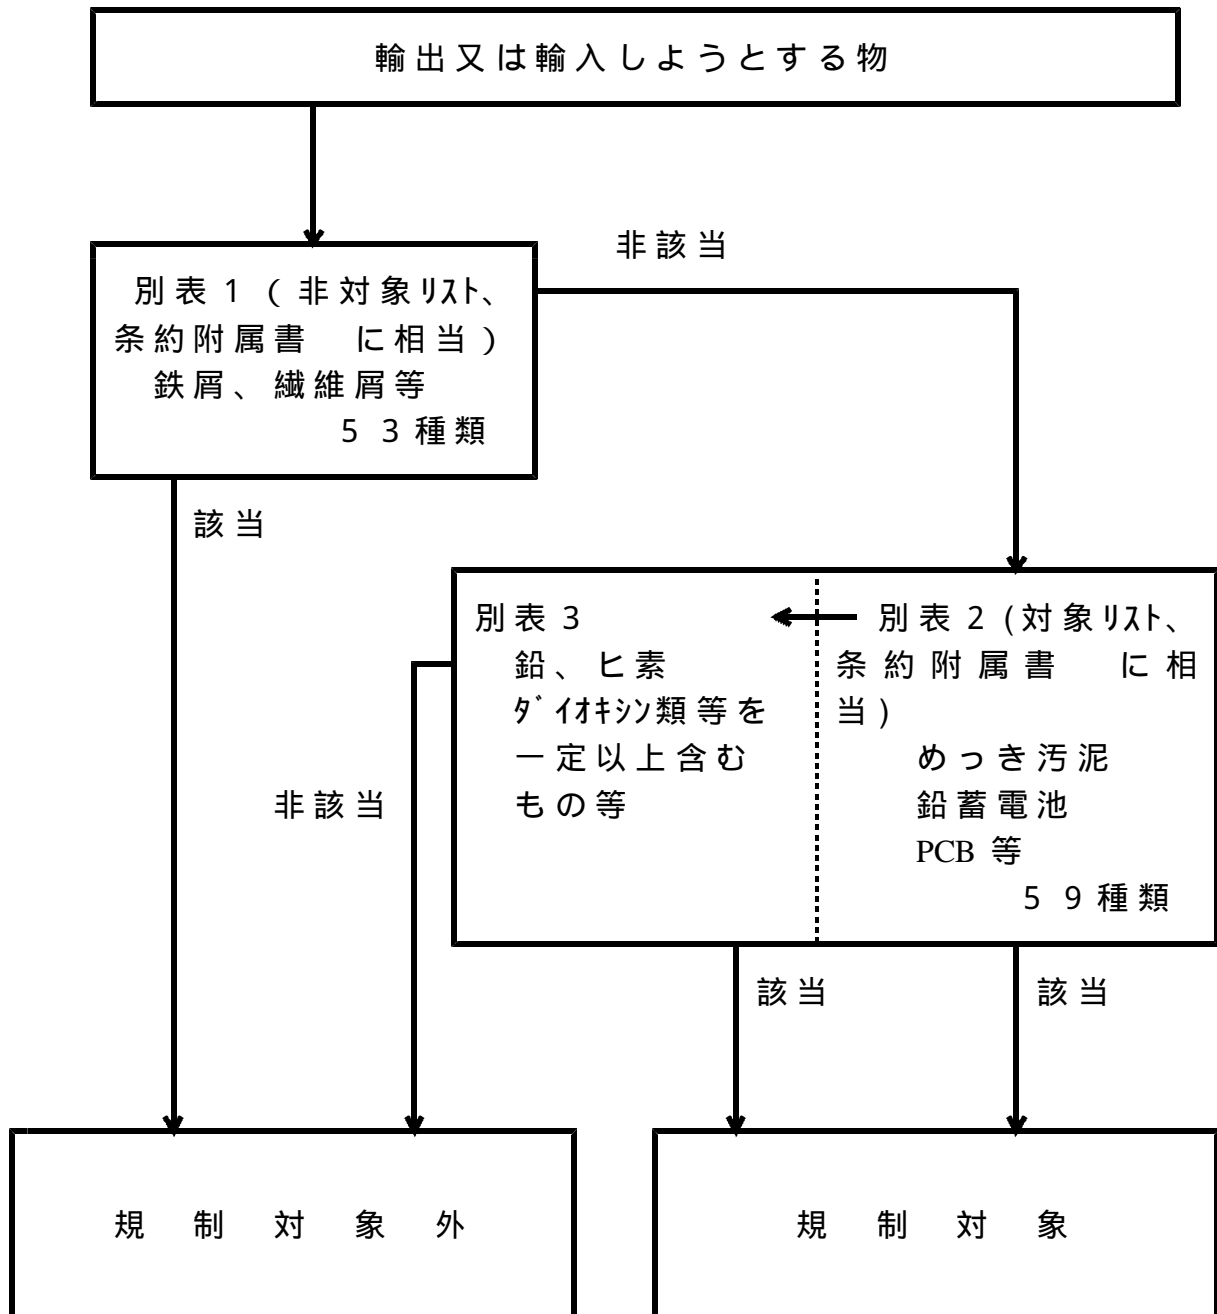 輸出又は輸入しようとする物
非該当
別表1(非対象ﾘｽﾄ、
条約附属書　に相当)
鉄屑、繊維屑等
53種類
該当
別表3
鉛、ヒ素
ﾀﾞｲｵｷｼﾝ類等を
一定以上含む
もの等
別表2(対象ﾘｽﾄ、
条約附属書　に相
当)
めっき汚泥
鉛蓄電池
PCB 等
59種類
非該当
該当
該当
規制対象外
規制対象